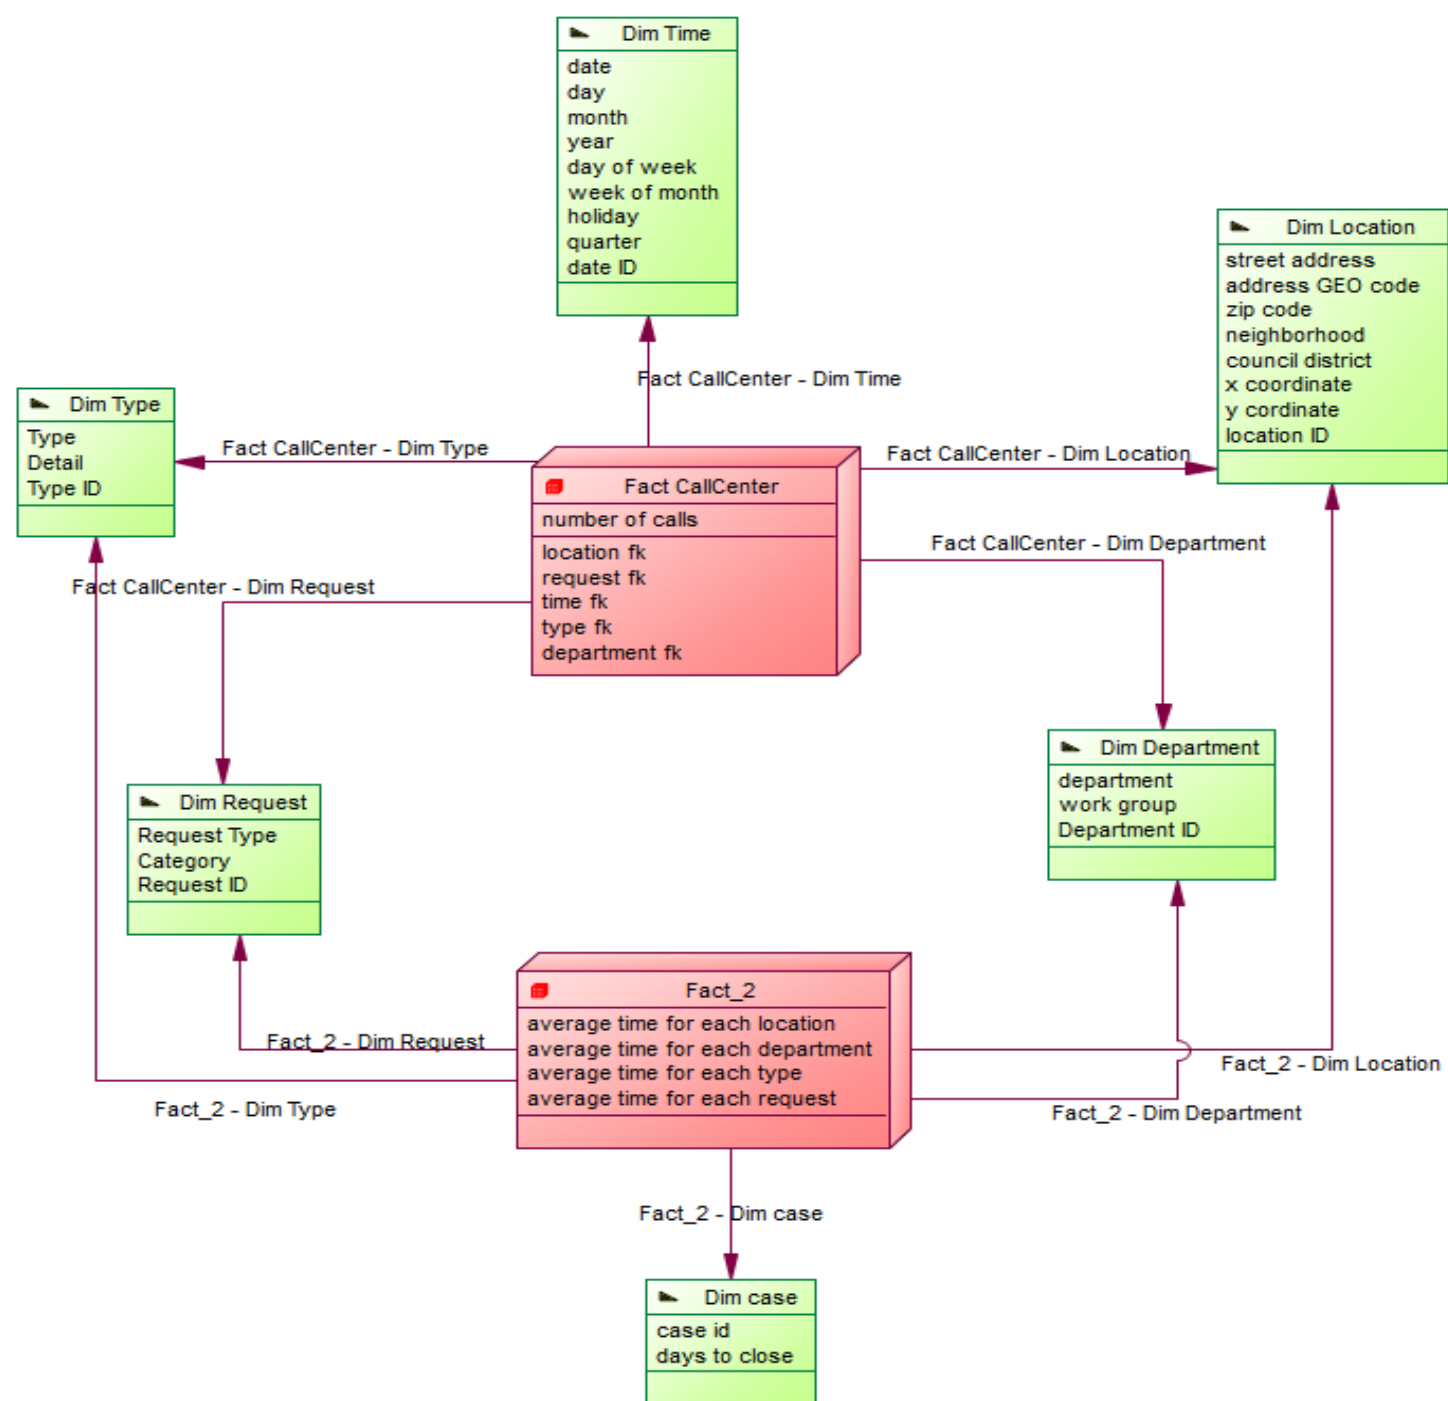 Dim Time
date
day
month
year
day of week
week of month
holiday
quarter
date ID
Dim Location
street address
address GEO code
zip code
neighborhood
council district
x coordinate
y cordinate
location ID
Fact CallCenter - Dim Time
Dim Type
Type
Detail
Type ID
Fact CallCenter - Dim Type
Fact CallCenter - Dim Location
Fact CallCenter
number of calls
location fk
request fk
time fk
type fk
department fk
Fact CallCenter - Dim Department
Fact CallCenter - Dim Request
Dim Department
department
work group
Department ID
Dim Request
Request Type
Category
Request ID
Fact_2
average time for each location
average time for each department
average time for each type
average time for each request
Fact_2 - Dim Request
Fact_2 - Dim Location
Fact_2 - Dim Type
Fact_2 - Dim Department
Fact_2 - Dim case
Dim case
case id
days to close